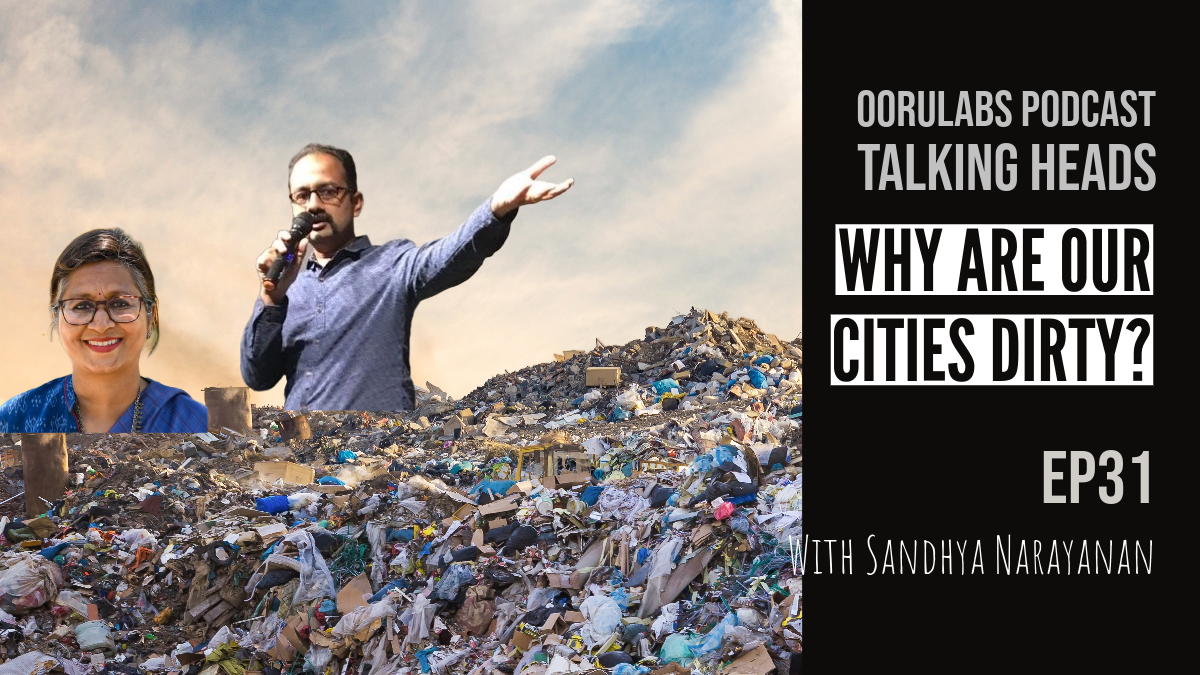 OORULABS PODCAST
TALKING HEADS
WHY ARE OUR
CITIES DIRTY?
EP31
WITH SANDHYA NARAYANAN